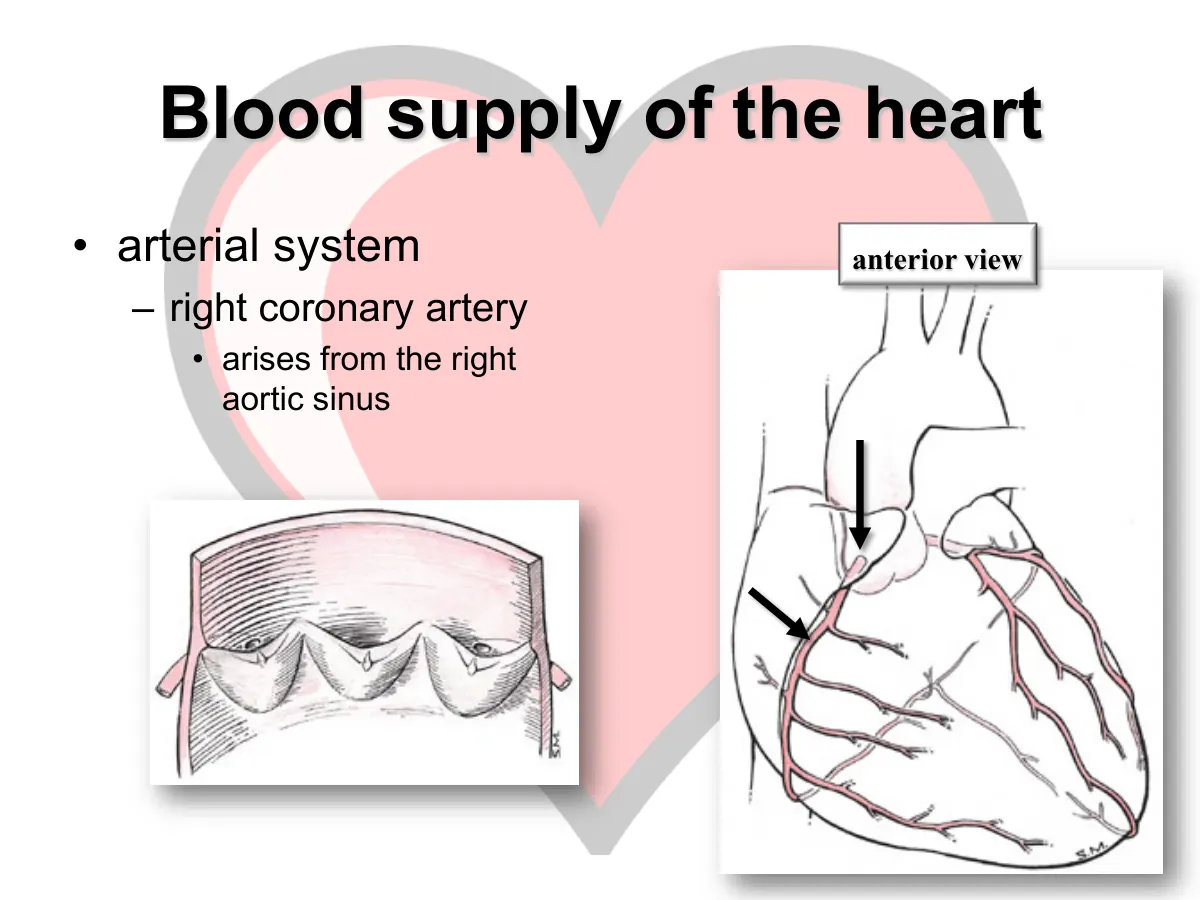 Blood supply of the heart
• arterial system
– right coronary artery
• arises from the right
aortic sinus
anterior view
S.M.
S.M.